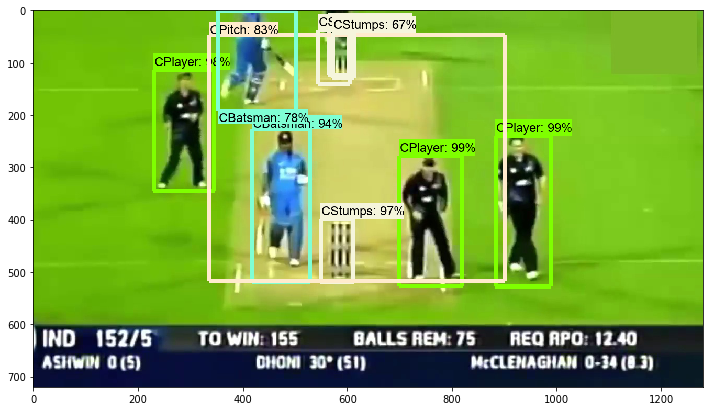 0
100
200
300
400
500
600
700
0 200 400 600 800 1000 1200
CPitch: 83%
CStumps: 67%
CPlayer: 98%
CBatsman: 78%
CBatsman: 94%
CPlayer: 99%
CPlayer: 99%
CStumps: 97%
IND 152/5 TO WIN: 155 BALLS REM: 75 REQ RPO: 12.40
ASHWIN 0 (5) DHONI 30* (51) McCLENAGHAN 0-34 (8.3)